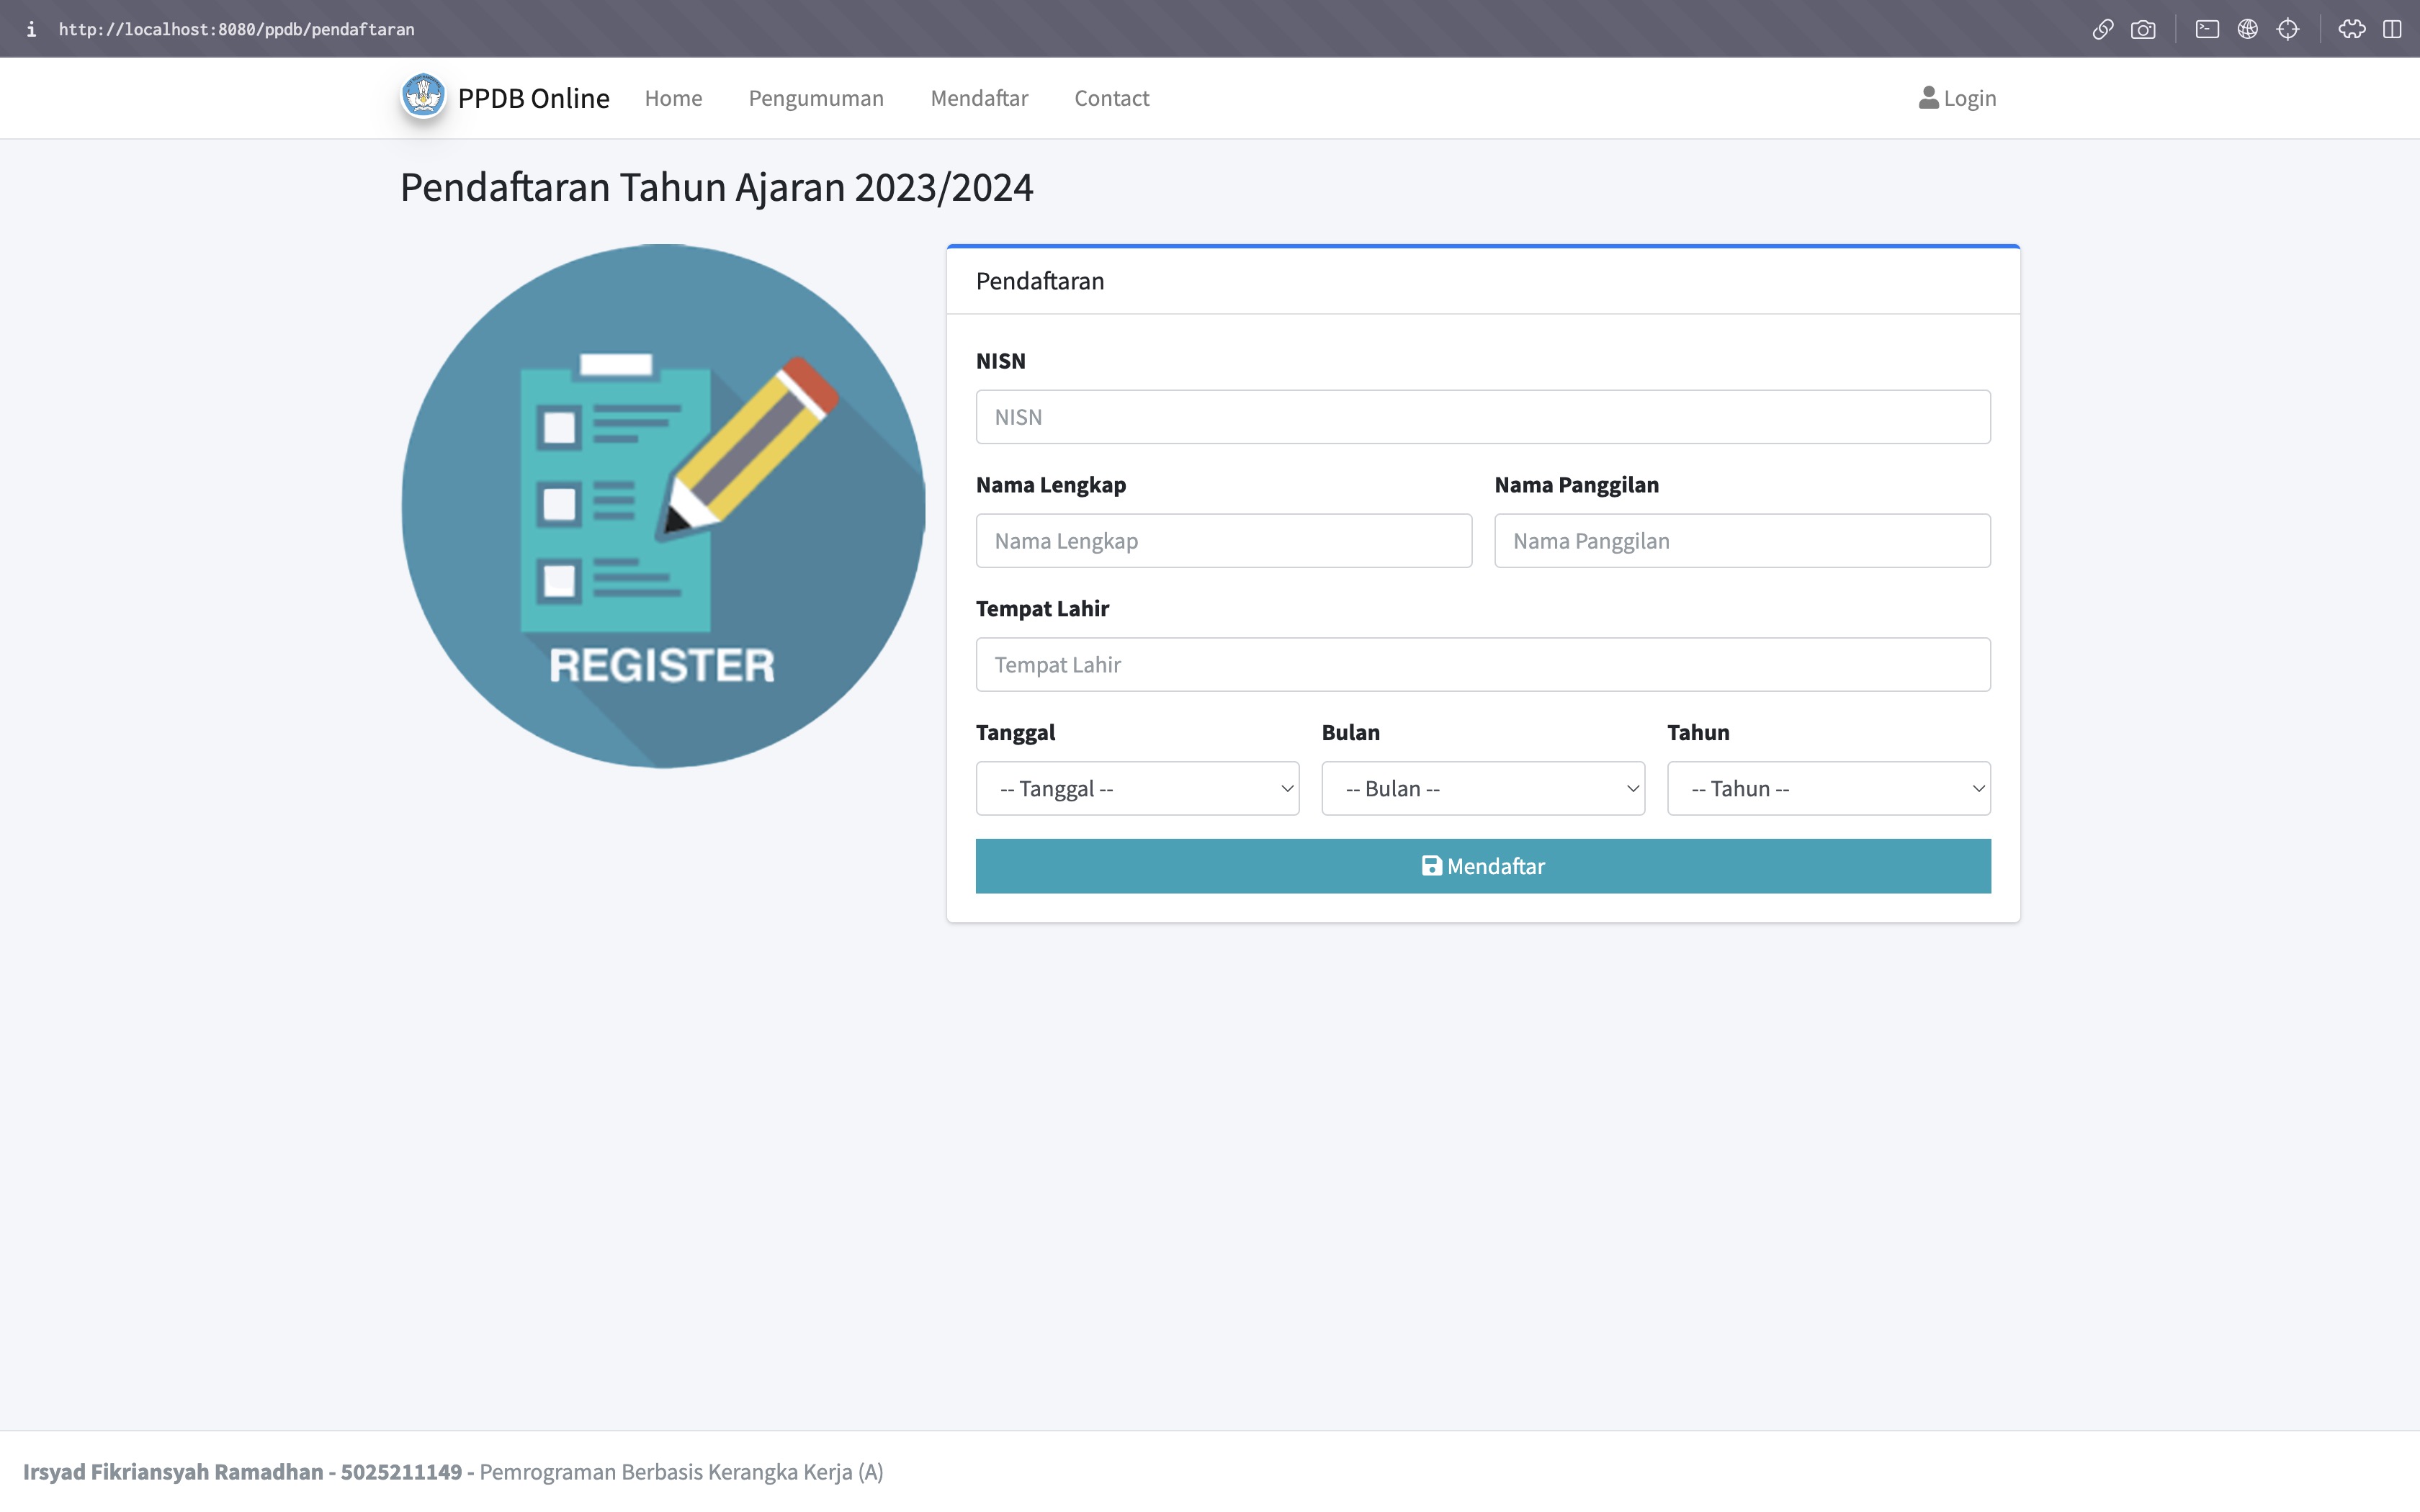 http://localhost:8080/ppdb/pendaftaran
PPDB Online Home Pengumuman Mendaftar Contact Login
Pendaftaran Tahun Ajaran 2023/2024
REGISTER
Pendaftaran
NISN
NISN
Nama Lengkap Nama Panggilan
Nama Lengkap Nama Panggilan
Tempat Lahir
Tempat Lahir
Tanggal Bulan Tahun
-- Tanggal -- -- Bulan -- -- Tahun --
Mendaftar
Irsyad Fikriansyah Ramadhan - 5025211149 - Pemrograman Berbasis Kerangka Kerja (A)